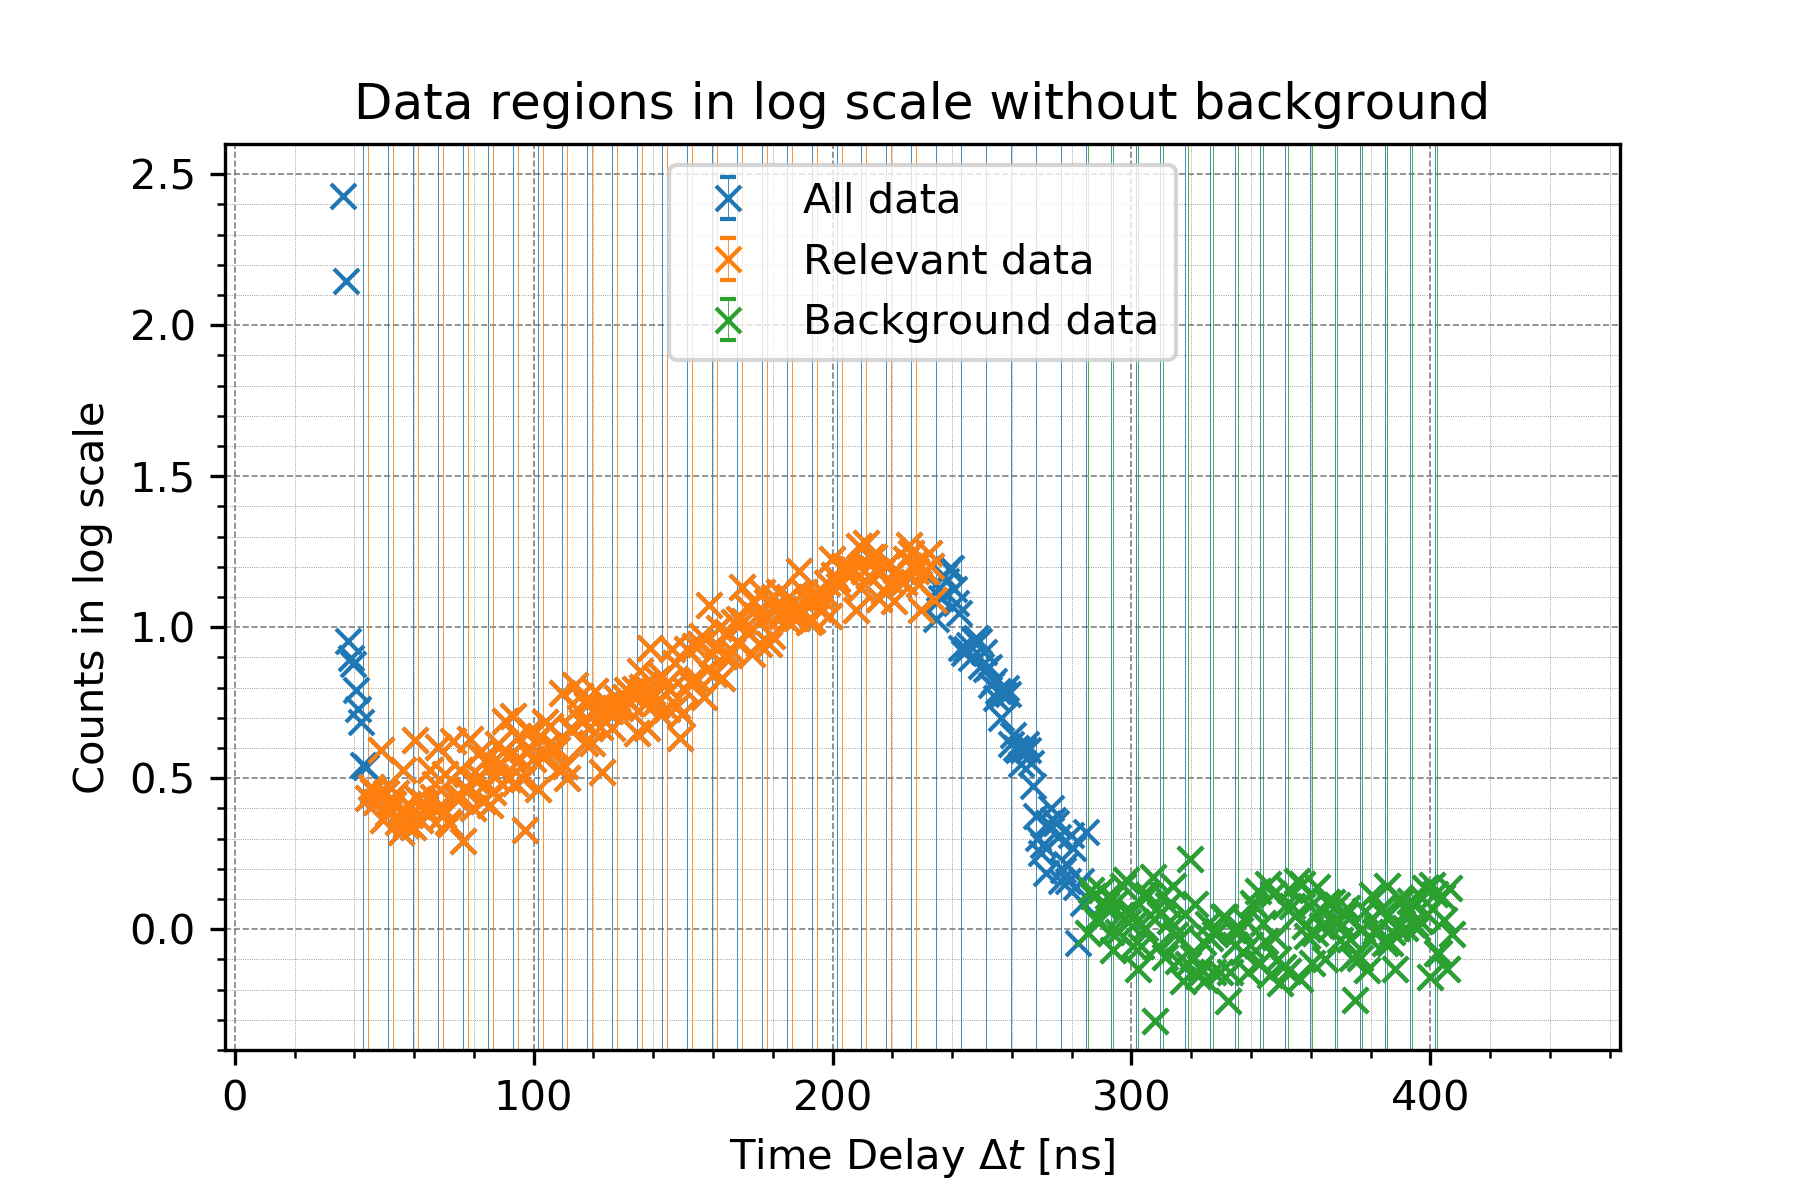 Data regions in log scale without background
2.5
2.0
1.5
1.0
0.5
0.0
Counts in log scale
All data
Relevant data
Background data
0 100 200 300 400
Time Delay Δt [ns]